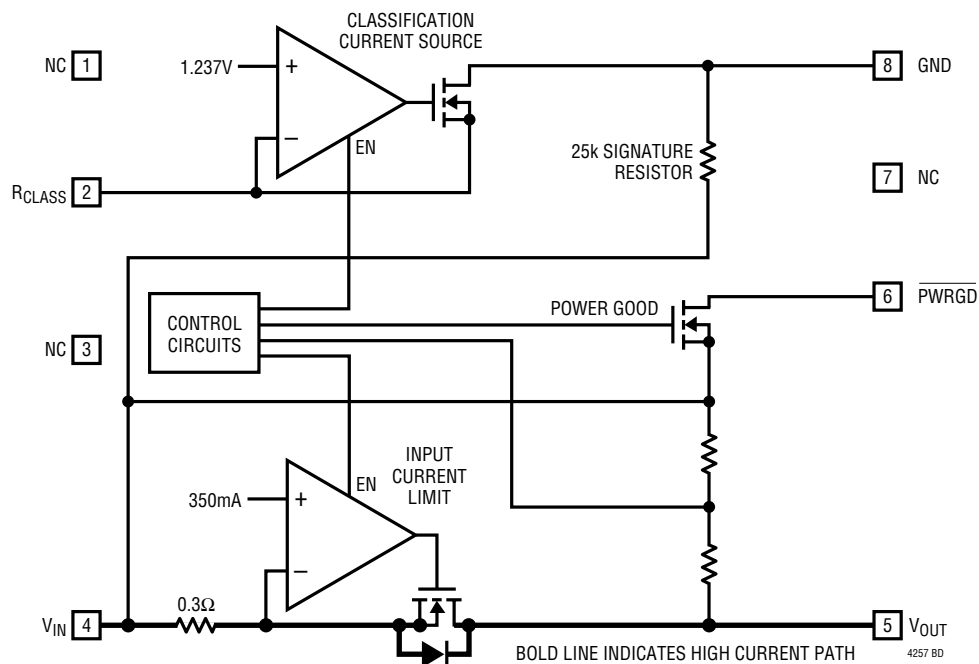 CLASSIFICATION
CURRENT SOURCE
NC 1
1.237V
+
8 GND
–
EN
25k SIGNATURE
RESISTOR
7 NC
RCLASS 2
6 PWRGD
POWER GOOD
CONTROL
CIRCUITS
NC 3
INPUT
CURRENT
LIMIT
EN
350mA
+
–
0.3Ω
VIN 4
5 VOUT
BOLD LINE INDICATES HIGH CURRENT PATH
4257 BD